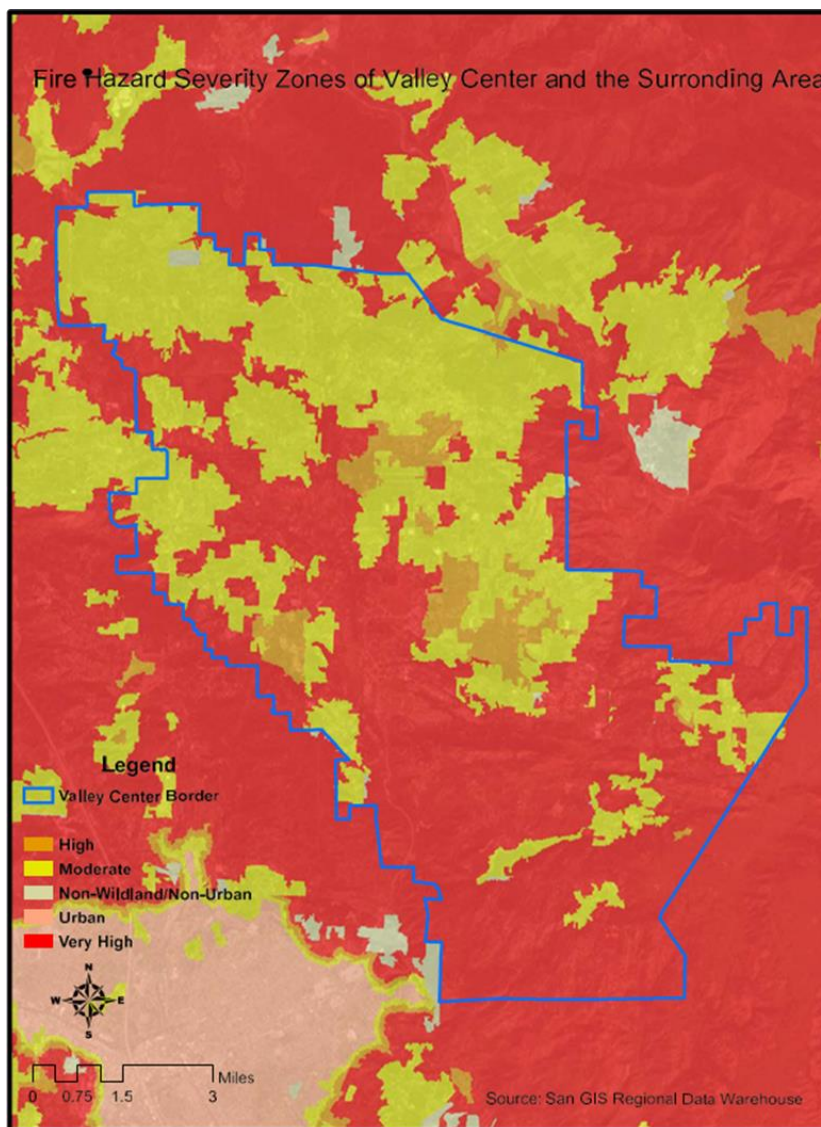 Fire Hazard Severity Zones of Valley Center and the Surronding Area
Legend
Valley Center Border
High
Moderate
Non-Wildland/Non-Urban
Urban
Very High
N
W E
S
Miles
0 0.75 1.5 3
Source: San GIS Regional Data Warehouse